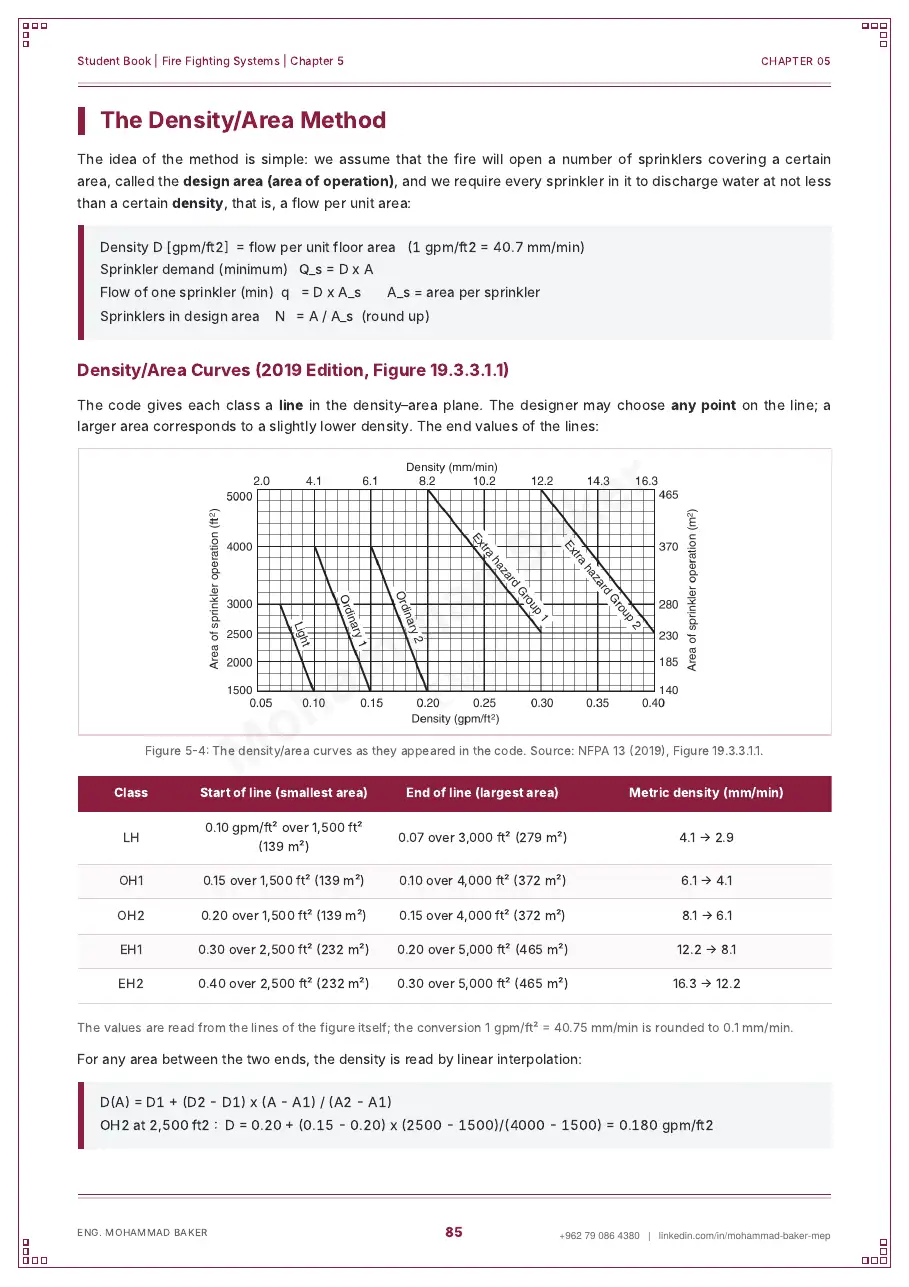 Student Book | Fire Fighting Systems | Chapter 5
CHAPTER 05
The Density/Area Method
The idea of the method is simple: we assume that the fire will open a number of sprinklers covering a certain
area, called the design area (area of operation), and we require every sprinkler in it to discharge water at not less
than a certain density, that is, a flow per unit area:
Density D [gpm/ft2] = flow per unit floor area (1 gpm/ft2 = 40.7 mm/min)
Sprinkler demand (minimum) Q_s = D x A
Flow of one sprinkler (min) q = D x A_s A_s = area per sprinkler
Sprinklers in design area N = A / A_s (round up)
Density/Area Curves (2019 Edition, Figure 19.3.3.1.1)
The code gives each class a line in the density–area plane. The designer may choose any point on the line; a
larger area corresponds to a slightly lower density. The end values of the lines:
Density (mm/min)
2.0 4.1 6.1 8.2 10.2 12.2 14.3 16.3
5000 465
4000 370
3000 280
2500 230
2000 185
1500 140
Area of sprinkler operation (ft²)
Area of sprinkler operation (m²)
Light
Ordinary 1
Ordinary 2
Extra hazard Group 1
Extra hazard Group 2
0.05 0.10 0.15 0.20 0.25 0.30 0.35 0.40
Density (gpm/ft²)
Figure 5-4: The density/area curves as they appeared in the code. Source: NFPA 13 (2019), Figure 19.3.3.1.1.
Class Start of line (smallest area) End of line (largest area) Metric density (mm/min)
LH 0.10 gpm/ft² over 1,500 ft² (139 m²) 0.07 over 3,000 ft² (279 m²) 4.1 → 2.9
OH1 0.15 over 1,500 ft² (139 m²) 0.10 over 4,000 ft² (372 m²) 6.1 → 4.1
OH2 0.20 over 1,500 ft² (139 m²) 0.15 over 4,000 ft² (372 m²) 8.1 → 6.1
EH1 0.30 over 2,500 ft² (232 m²) 0.20 over 5,000 ft² (465 m²) 12.2 → 8.1
EH2 0.40 over 2,500 ft² (232 m²) 0.30 over 5,000 ft² (465 m²) 16.3 → 12.2
The values are read from the lines of the figure itself; the conversion 1 gpm/ft² = 40.75 mm/min is rounded to 0.1 mm/min.
For any area between the two ends, the density is read by linear interpolation:
D(A) = D1 + (D2 - D1) x (A - A1) / (A2 - A1)
OH2 at 2,500 ft2 : D = 0.20 + (0.15 - 0.20) x (2500 - 1500)/(4000 - 1500) = 0.180 gpm/ft2
ENG. MOHAMMAD BAKER
85
+962 79 086 4380 | linkedin.com/in/mohammad-baker-mep